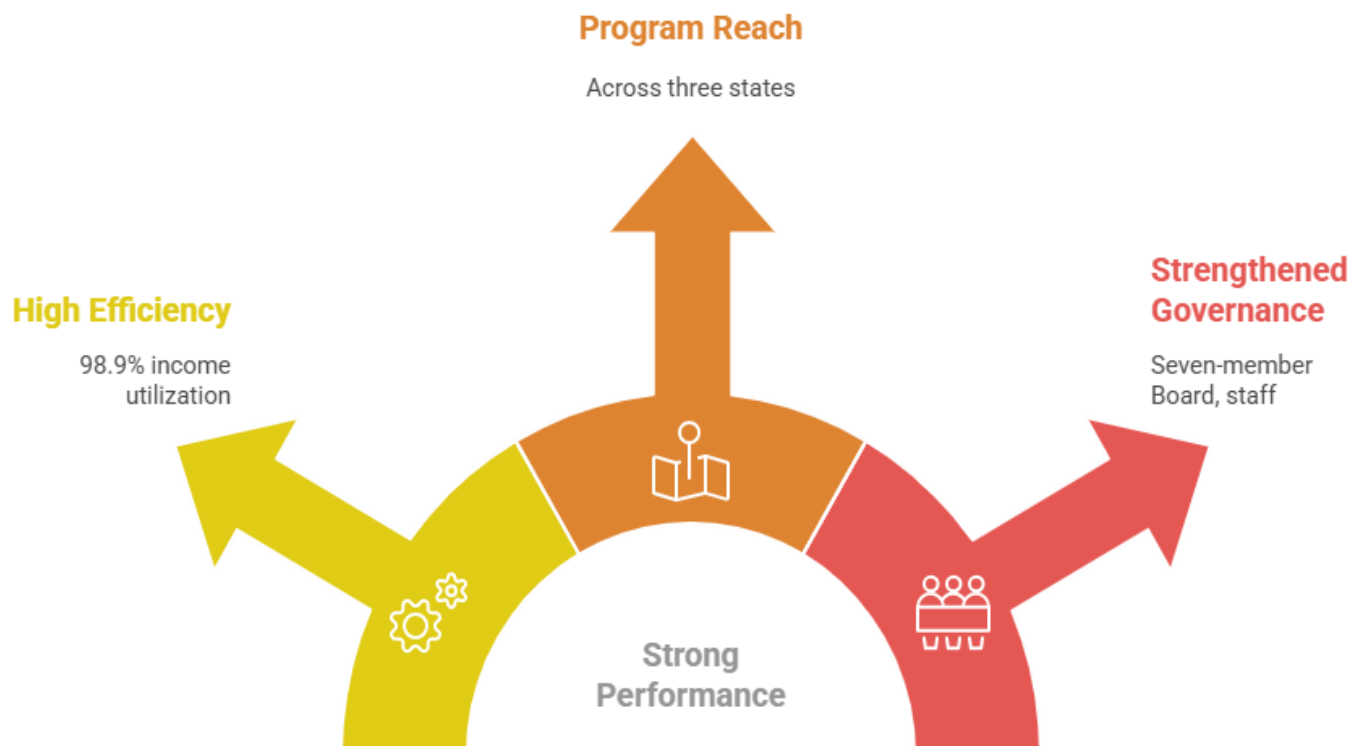 Program Reach
Across three states
High Efficiency
98.9% income
utilization
Strengthened
Governance
Seven-member
Board, staff
Strong
Performance